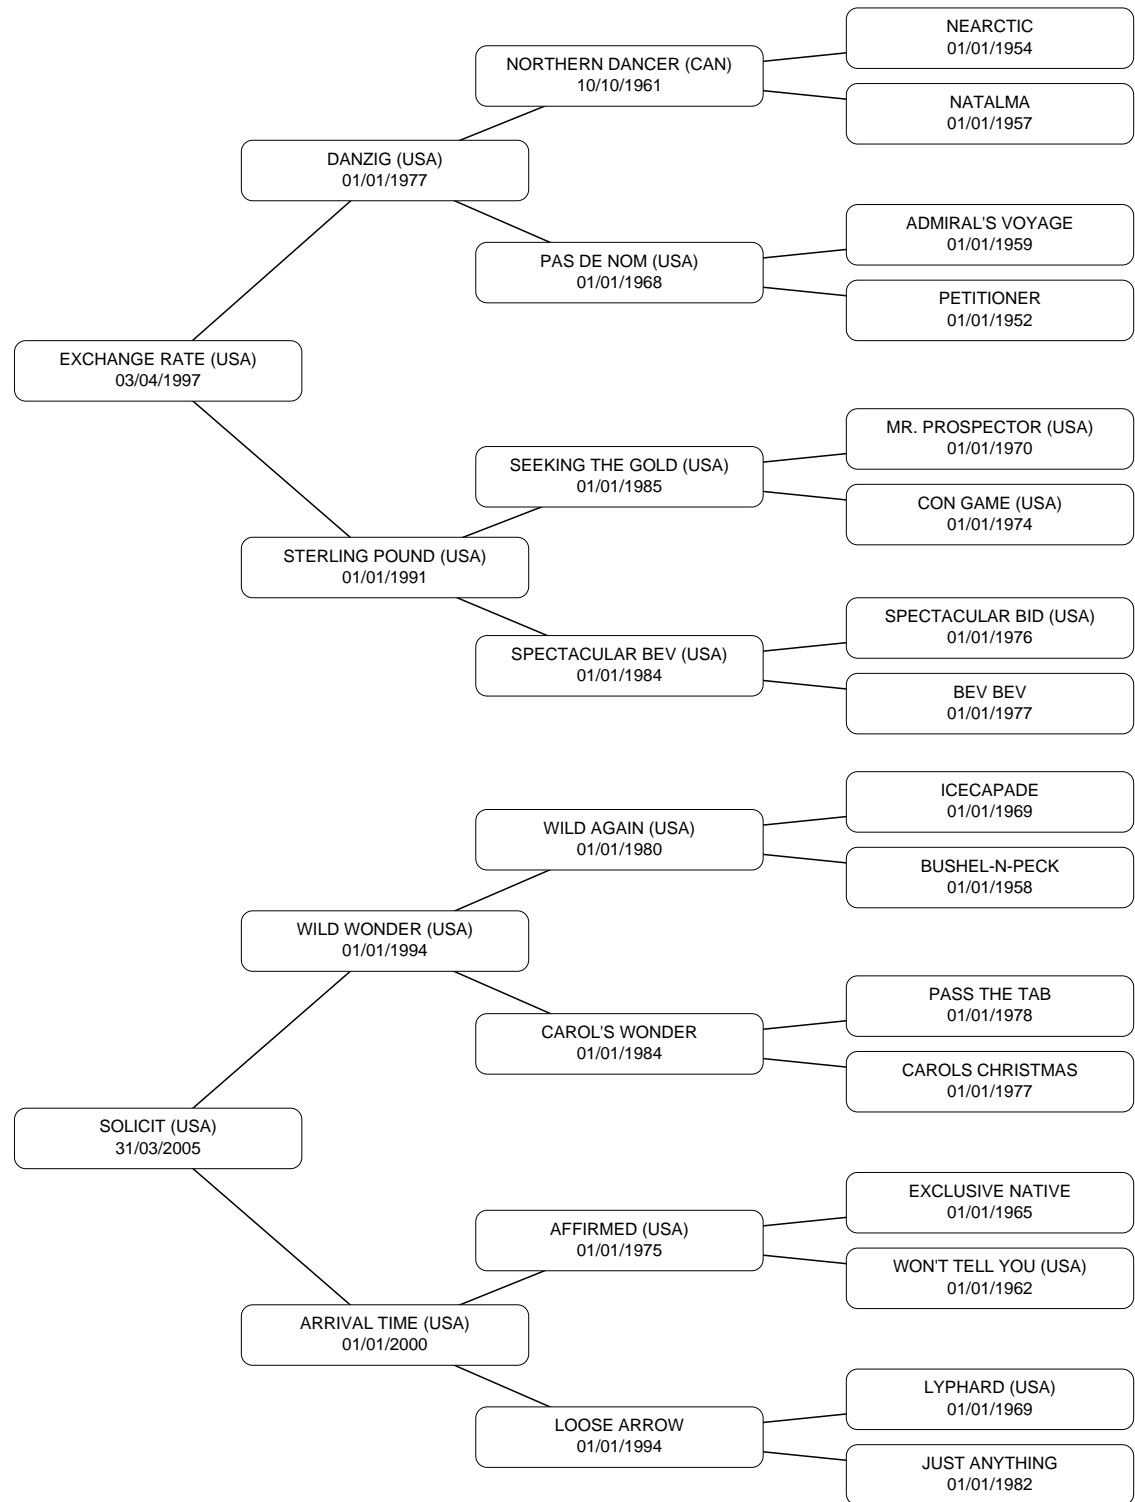 NEARCTIC
01/01/1954
NORTHERN DANCER (CAN)
10/10/1961
NATALMA
01/01/1957
DANZIG (USA)
01/01/1977
ADMIRAL'S VOYAGE
01/01/1959
PAS DE NOM (USA)
01/01/1968
PETITIONER
01/01/1952
EXCHANGE RATE (USA)
03/04/1997
MR. PROSPECTOR (USA)
01/01/1970
SEEKING THE GOLD (USA)
01/01/1985
CON GAME (USA)
01/01/1974
STERLING POUND (USA)
01/01/1991
SPECTACULAR BID (USA)
01/01/1976
SPECTACULAR BEV (USA)
01/01/1984
BEV BEV
01/01/1977
ICECAPADE
01/01/1969
WILD AGAIN (USA)
01/01/1980
BUSHEL-N-PECK
01/01/1958
WILD WONDER (USA)
01/01/1994
PASS THE TAB
01/01/1978
CAROL'S WONDER
01/01/1984
CAROLS CHRISTMAS
01/01/1977
SOLICIT (USA)
31/03/2005
EXCLUSIVE NATIVE
01/01/1965
AFFIRMED (USA)
01/01/1975
WON'T TELL YOU (USA)
01/01/1962
ARRIVAL TIME (USA)
01/01/2000
LYPHARD (USA)
01/01/1969
LOOSE ARROW
01/01/1994
JUST ANYTHING
01/01/1982